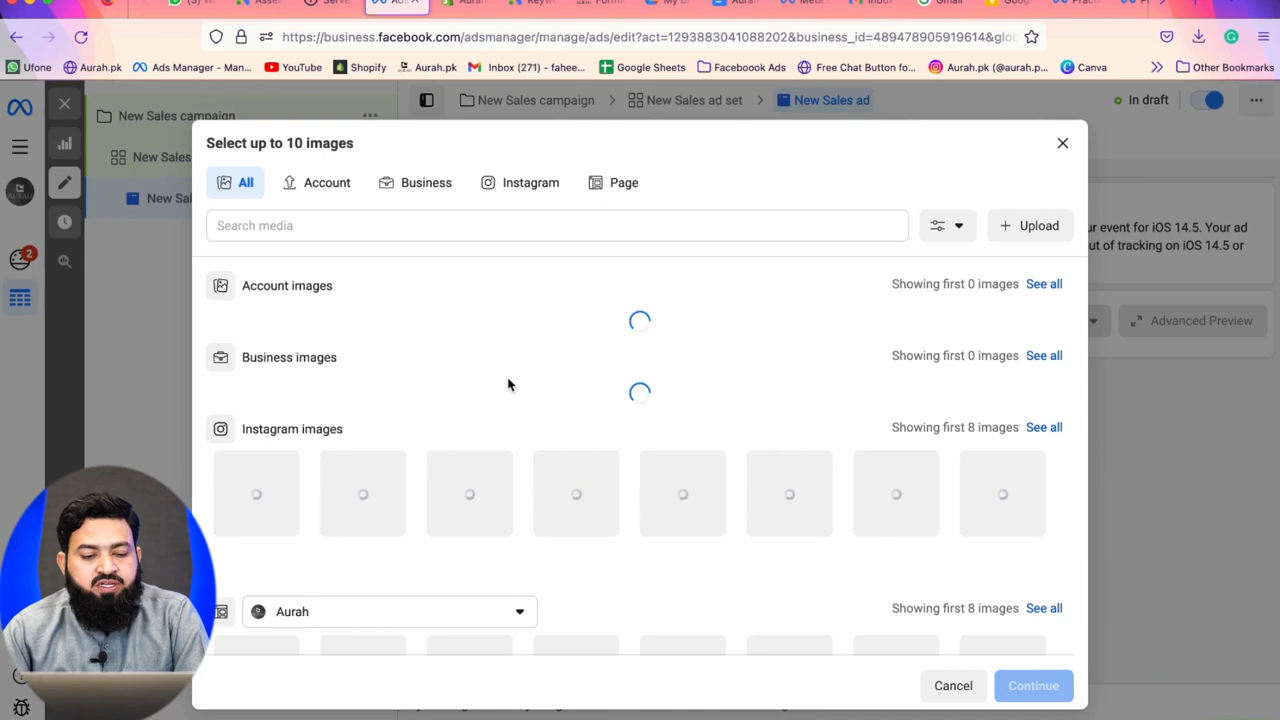 https://business.facebook.com/adsmanager/manage/ads/edit?act=1293883041088202&business_id=489478905919614&glo
Ufone
Aurah.pk
Ads Manager - Man...
YouTube
Shopify
Aurah.pk
Inbox (271) - fahee...
Google Sheets
Faceboook Ads
Free Chat Button fo...
Aurah.pk (@aurah.p...
Canva
Other Bookmarks
New Sales campaign
New Sales
New Sal
New Sales campaign
New Sales ad set
New Sales ad
In draft
Select up to 10 images
All
Account
Business
Instagram
Page
Search media
Upload
ur event for iOS 14.5. Your ad
ut of tracking on iOS 14.5 or
Account images
Showing first 0 images See all
Advanced Preview
Business images
Showing first 0 images See all
Instagram images
Showing first 8 images See all
Aurah
Showing first 8 images See all
Cancel
Continue
2